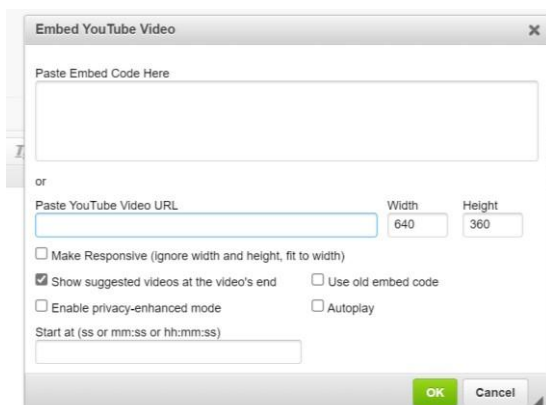 Embed YouTube Video
Paste Embed Code Here
or
Paste YouTube Video URL Width Height
640 360
Make Responsive (ignore width and height, fit to width)
Show suggested videos at the video's end Use old embed code
Enable privacy-enhanced mode Autoplay
Start at (ss or mm:ss or hh:mm:ss)
OK Cancel